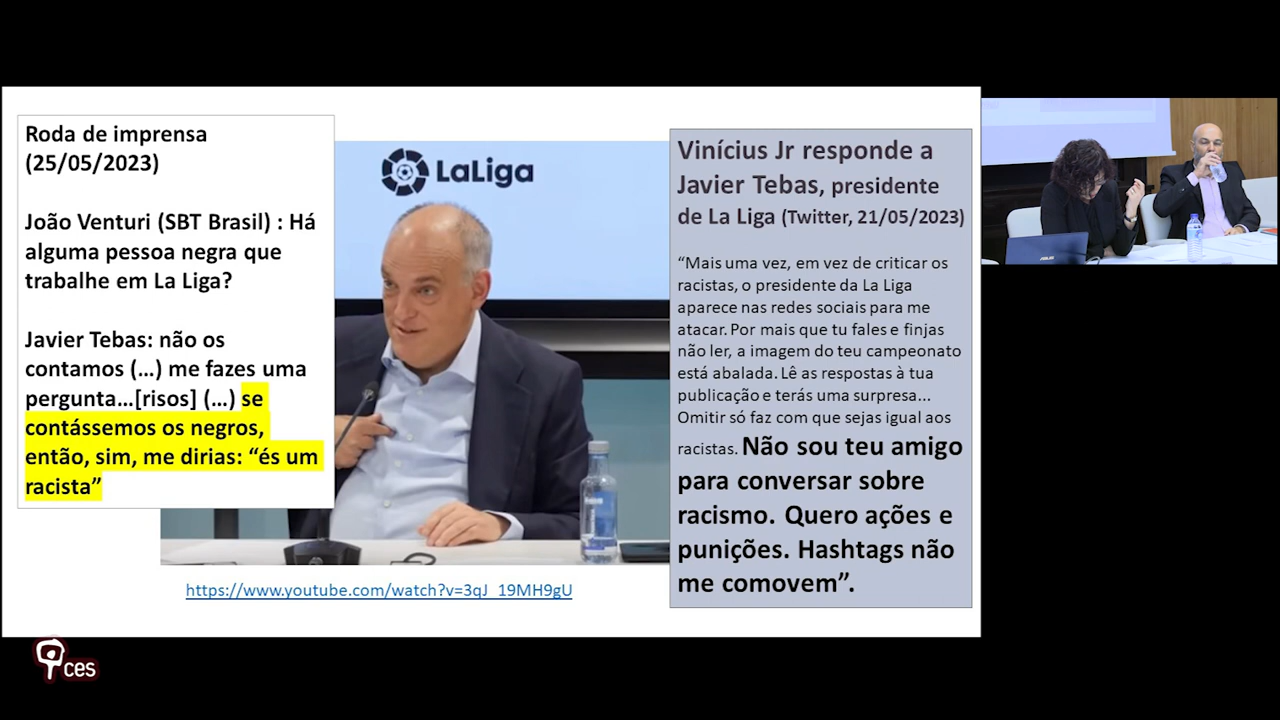 Roda de imprensa
(25/05/2023)
João Venturi (SBT Brasil) : Há
alguma pessoa negra que
trabalhe em La Liga?
Javier Tebas: não os
contamos (…) me fazes uma
pergunta…[risos] (…) se
contássemos os negros,
então, sim, me dirias: “és um
racista”
LaLiga
https://www.youtube.com/watch?v=3qJ_19MH9gU
Vinícius Jr responde a
Javier Tebas, presidente
de La Liga (Twitter, 21/05/2023)
“Mais uma vez, em vez de criticar os
racistas, o presidente da La Liga
aparece nas redes sociais para me
atacar. Por mais que tu fales e finjas
não ler, a imagem do teu campeonato
está abalada. Lê as respostas à tua
publicação e terás uma surpresa...
Omitir só faz com que sejas igual aos
racistas. Não sou teu amigo
para conversar sobre
racismo. Quero ações e
punições. Hashtags não
me comovem”.
ASUS
ces